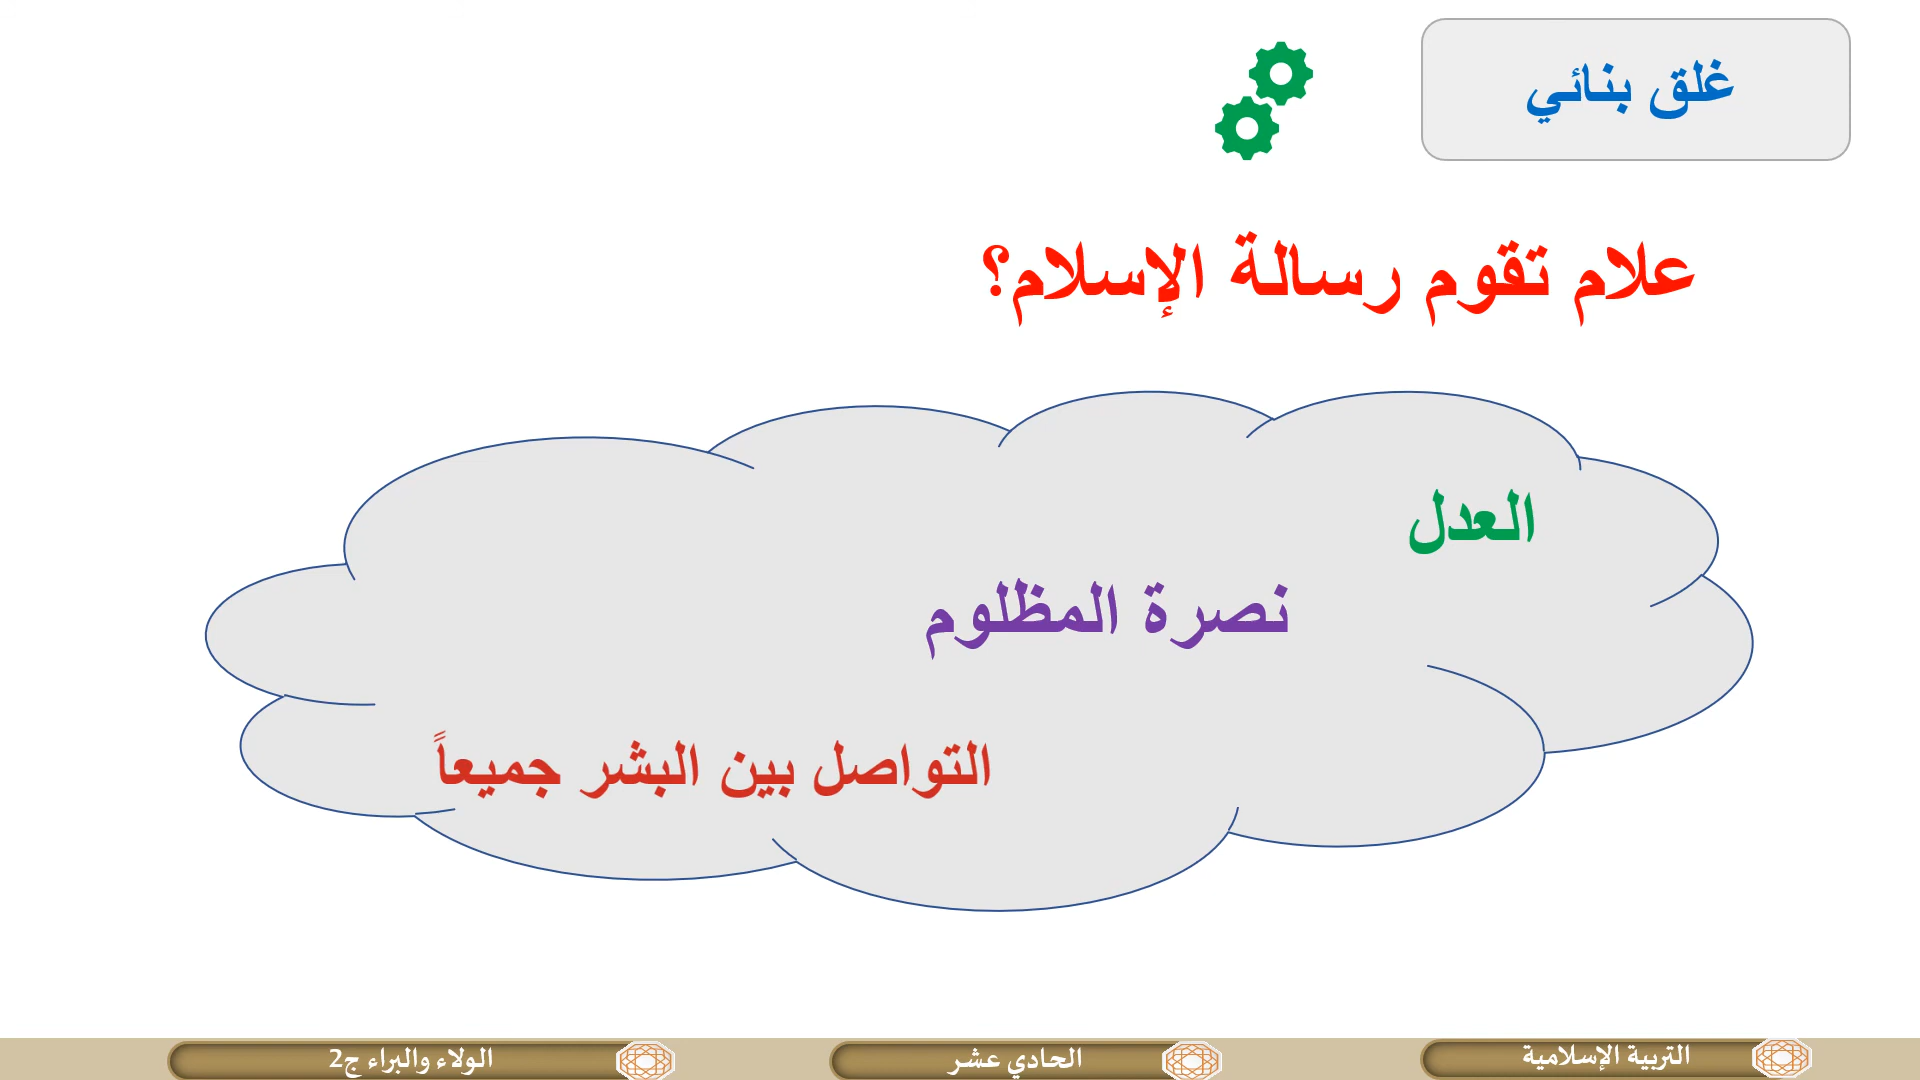 غلق بنائي
علام تقوم رسالة الإسلام؟
العدل
نصرة المظلوم
التواصل بين البشر جميعاً
التربية الإسلامية
الحادي عشر
الولاء والبراء ج2